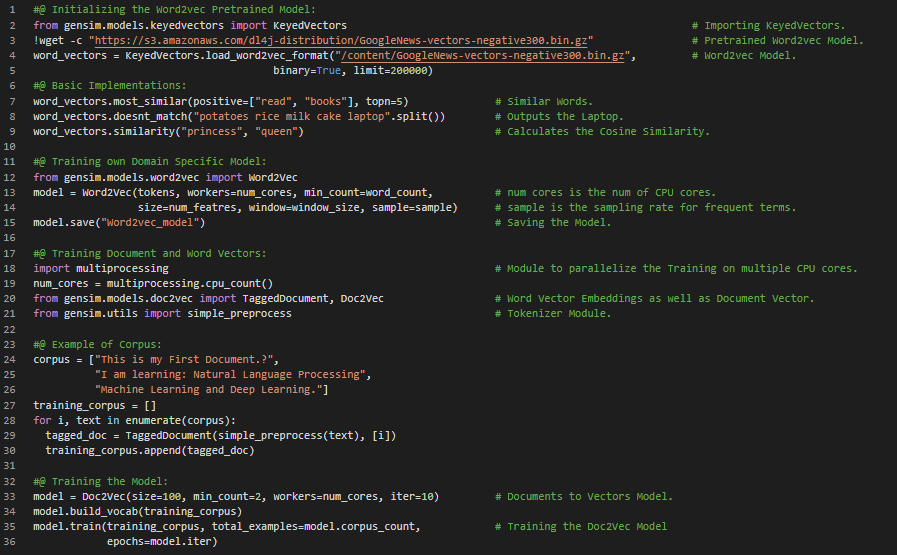 1 #@ Initializing the Word2vec Pretrained Model:
2 from gensim.models.keyedvectors import KeyedVectors # Importing KeyedVectors.
3 !wget -c "https://s3.amazonaws.com/dl4j-distribution/GoogleNews-vectors-negative300.bin.gz" # Pretrained Word2vec Model.
4 word_vectors = KeyedVectors.load_word2vec_format("/content/GoogleNews-vectors-negative300.bin.gz", # Word2vec Model.
5 binary=True, limit=200000)
6 #@ Basic Implementations:
7 word_vectors.most_similar(positive=["read", "books"], topn=5) # Similar Words.
8 word_vectors.doesnt_match("potatoes rice milk cake laptop".split()) # Outputs the Laptop.
9 word_vectors.similarity("princess", "queen") # Calculates the Cosine Similarity.
10
11 #@ Training own Domain Specific Model:
12 from gensim.models.word2vec import Word2Vec
13 model = Word2Vec(tokens, workers=num_cores, min_count=word_count, # num cores is the num of CPU cores.
14 size=num_featres, window=window_size, sample=sample) # sample is the sampling rate for frequent terms.
15 model.save("Word2vec_model") # Saving the Model.
16
17 #@ Training Document and Word Vectors:
18 import multiprocessing # Module to parallelize the Training on multiple CPU cores.
19 num_cores = multiprocessing.cpu_count()
20 from gensim.models.doc2vec import TaggedDocument, Doc2Vec # Word Vector Embeddings as well as Document Vector.
21 from gensim.utils import simple_preprocess # Tokenizer Module.
22
23 #@ Example of Corpus:
24 corpus = ["This is my First Document.?",
25 "I am learning: Natural Language Processing",
26 "Machine Learning and Deep Learning."]
27 training_corpus = []
28 for i, text in enumerate(corpus):
29 tagged_doc = TaggedDocument(simple_preprocess(text), [i])
30 training_corpus.append(tagged_doc)
31
32 #@ Training the Model:
33 model = Doc2Vec(size=100, min_count=2, workers=num_cores, iter=10) # Documents to Vectors Model.
34 model.build_vocab(training_corpus)
35 model.train(training_corpus, total_examples=model.corpus_count, # Training the Doc2Vec Model
36 epochs=model.iter)